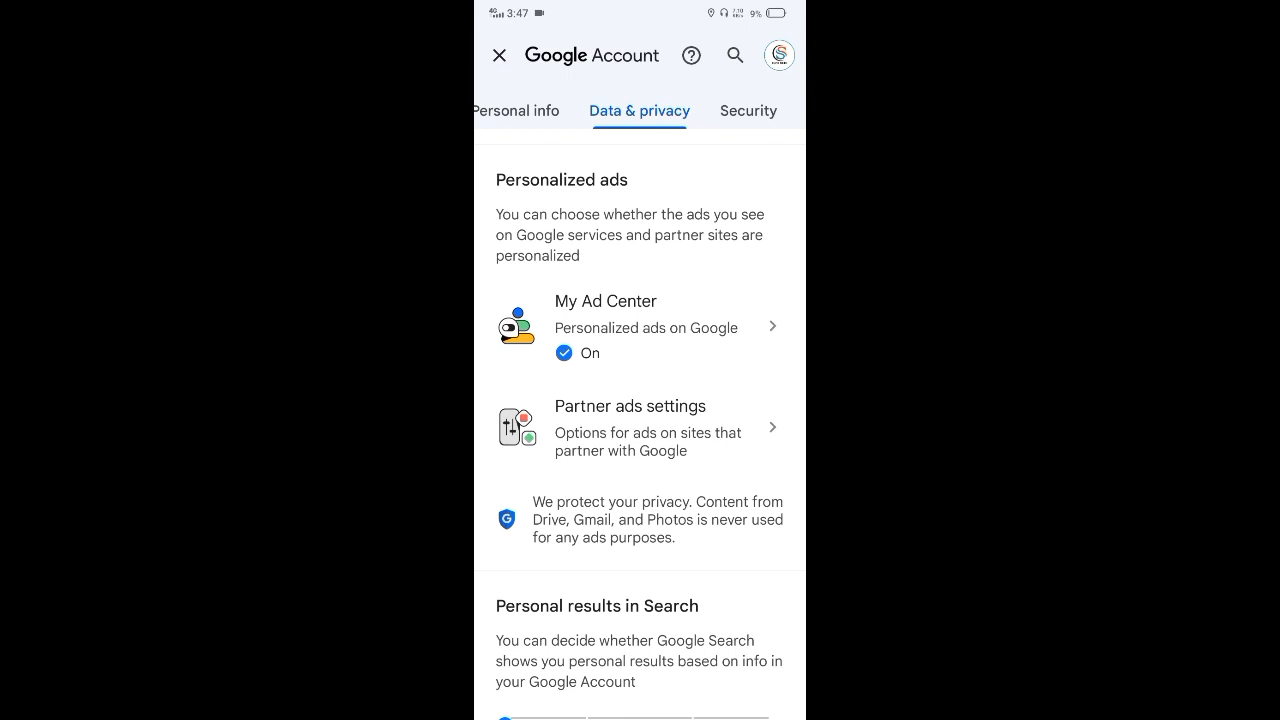 4G 3:47 7.10 KB/s 9%
Google Account
Personal info Data & privacy Security
Personalized ads
You can choose whether the ads you see
on Google services and partner sites are
personalized
My Ad Center
Personalized ads on Google
On
Partner ads settings
Options for ads on sites that
partner with Google
We protect your privacy. Content from
Drive, Gmail, and Photos is never used
for any ads purposes.
Personal results in Search
You can decide whether Google Search
shows you personal results based on info in
your Google Account